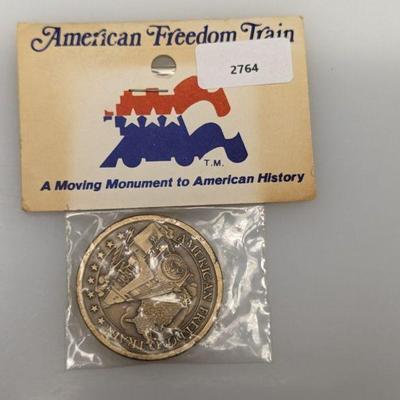 American Freedom Train
2764
T.M.
A Moving Monument to American History
AMERICAN FREEDOM TRAIN